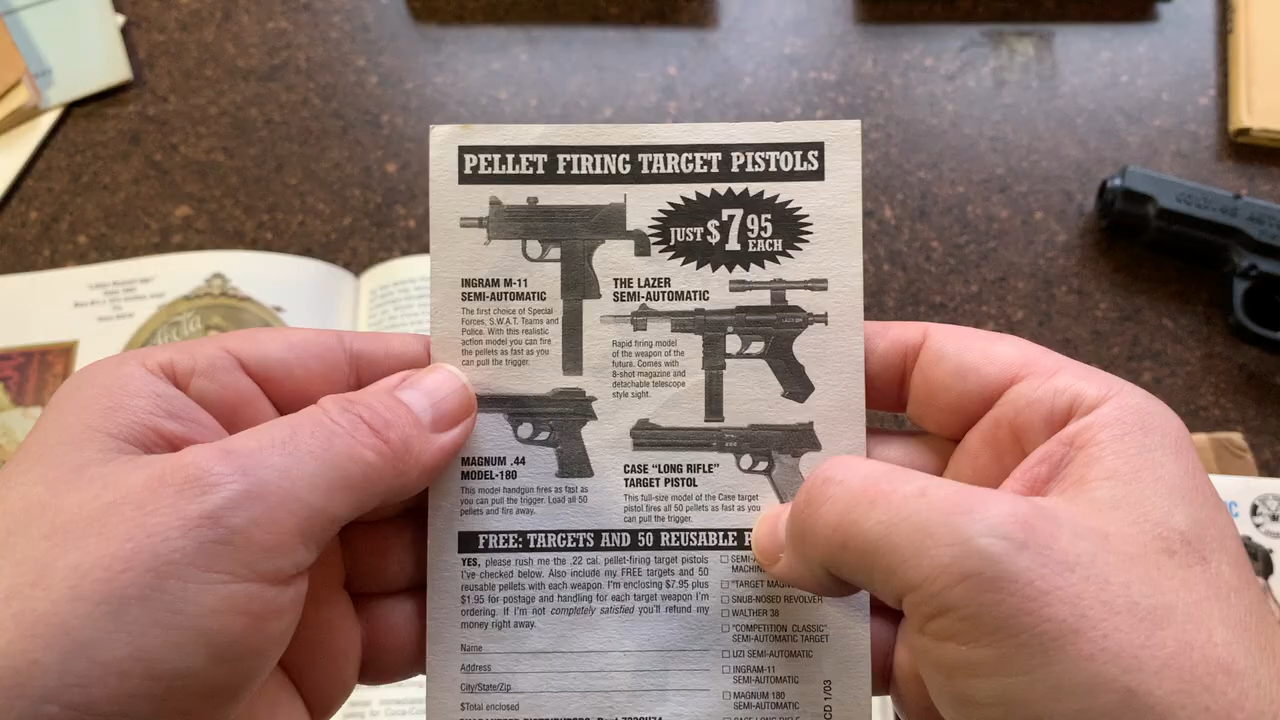 PELLET FIRING TARGET PISTOLS
JUST $7 95
EACH
INGRAM M-11
SEMI-AUTOMATIC
The first choice of Special
Forces, S.W.A.T. Teams and
Police. With this realistic
action model you can fire
the pellets as fast as you
can pull the trigger.
THE LAZER
SEMI-AUTOMATIC
Rapid firing model
of the weapon of the
future. Comes with
8-shot magazine and
detachable telescope
style sight.
MAGNUM .44
MODEL-180
This model handgun fires as fast as
you can pull the trigger. Load all 50
pellets and fire away.
CASE "LONG RIFLE"
TARGET PISTOL
This full-size model of the Case target
pistol fires all 50 pellets as fast as you
can pull the trigger.
FREE: TARGETS AND 50 REUSABLE
YES, please rush me the .22 cal. pellet-firing target pistols
I've checked below. Also include my FREE targets and 50
reusable pellets with each weapon. I'm enclosing $7.95 plus
$1.95 for postage and handling for each target weapon I'm
ordering. If I'm not completely satisfied you'll refund my
money right away.
Name
Address
City/State/Zip
$Total enclosed
SEMI-
"TARGET
SNUB-NOSED REVOLVER
WALTHER 38
"COMPETITION CLASSIC"
SEMI-AUTOMATIC TARGET
UZI SEMI-AUTOMATIC
INGRAM-11
SEMI-AUTOMATIC
MAGNUM 180
SEMI-AUTOMATIC
CD 1/03